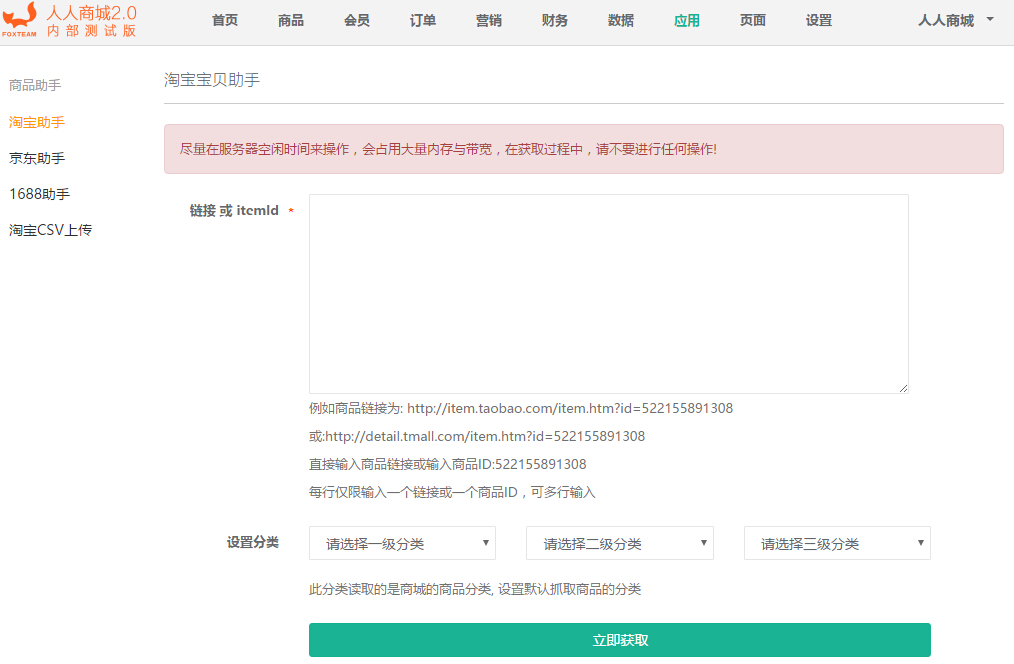 人人商城2.0
内部测试版
FOXTEAM
首页 商品 会员 订单 营销 财务 数据 应用 页面 设置 人人商城
商品助手
淘宝助手
京东助手
1688助手
淘宝CSV上传
淘宝宝贝助手
尽量在服务器空闲时间来操作，会占用大量内存与带宽，在获取过程中，请不要进行任何操作!
链接 或 itemId *
例如商品链接为: http://item.taobao.com/item.htm?id=522155891308
或:http://detail.tmall.com/item.htm?id=522155891308
直接输入商品链接或输入商品ID:522155891308
每行仅限输入一个链接或一个商品ID，可多行输入
设置分类 请选择一级分类 请选择二级分类 请选择三级分类
此分类读取的是商城的商品分类, 设置默认抓取商品的分类
立即获取